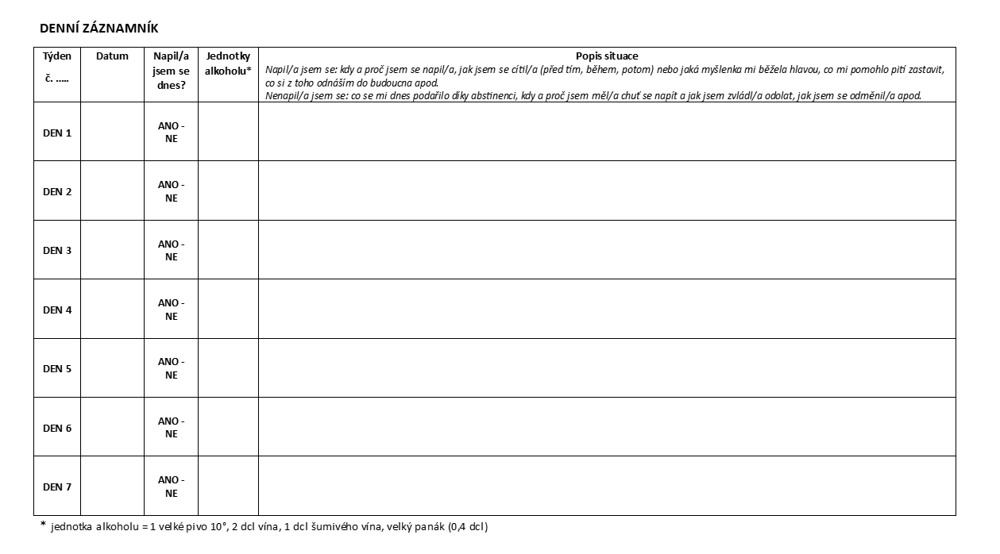 DENNÍ ZÁZNAMNÍK
Týden č. ..... | Datum | Napil/a jsem se dnes? | Jednotky alkoholu* | Popis situace
Napil/a jsem se: kdy a proč jsem se napil/a, jak jsem se cítil/a (před tím, během, potom) nebo jaká myšlenka mi běžela hlavou, co mi pomohlo pití zastavit,
co si z toho odnáším do budoucna apod.
Nenapil/a jsem se: co se mi dnes podařilo díky abstinenci, kdy a proč jsem měl/a chuť se napít a jak jsem zvládl/a odolat, jak jsem se odměnil/a apod.
DEN 1 | ANO - NE
DEN 2 | ANO - NE
DEN 3 | ANO - NE
DEN 4 | ANO - NE
DEN 5 | ANO - NE
DEN 6 | ANO - NE
DEN 7 | ANO - NE
* jednotka alkoholu = 1 velké pivo 10°, 2 dcl vína, 1 dcl šumivého vína, velký panák (0,4 dcl)